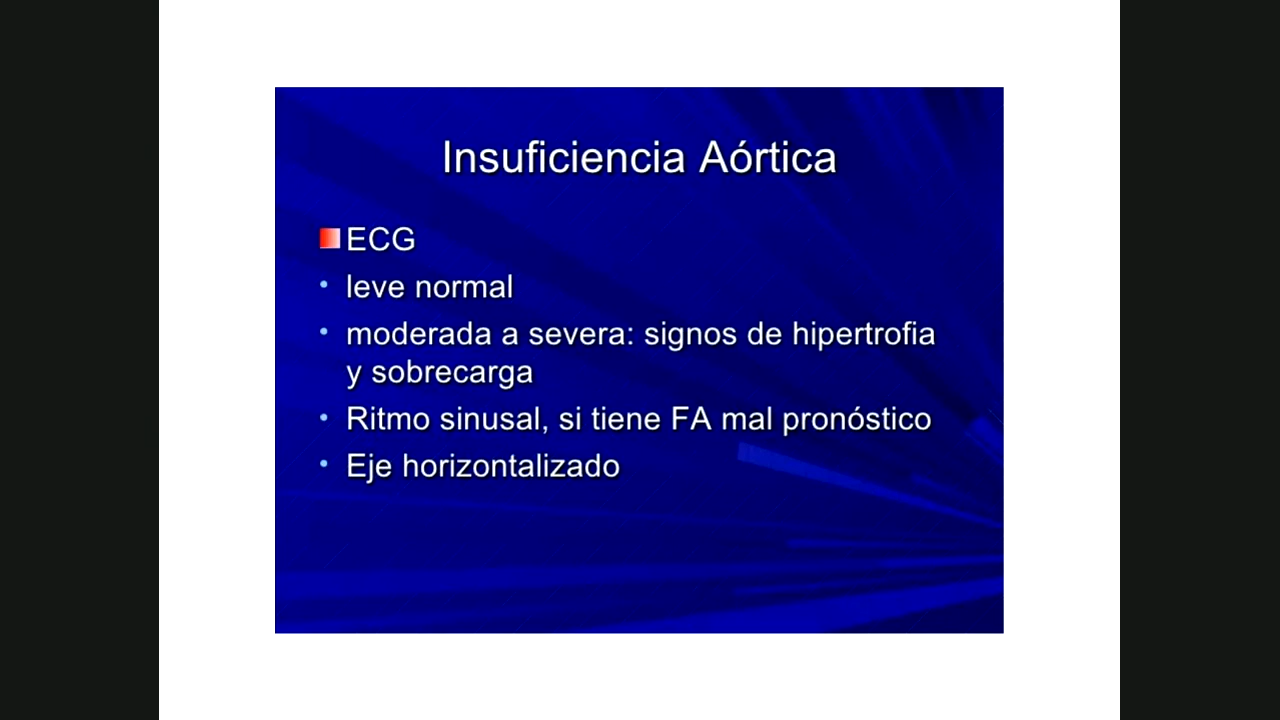 Insuficiencia Aórtica
ECG
• leve normal
• moderada a severa: signos de hipertrofia
y sobrecarga
• Ritmo sinusal, si tiene FA mal pronóstico
• Eje horizontalizado